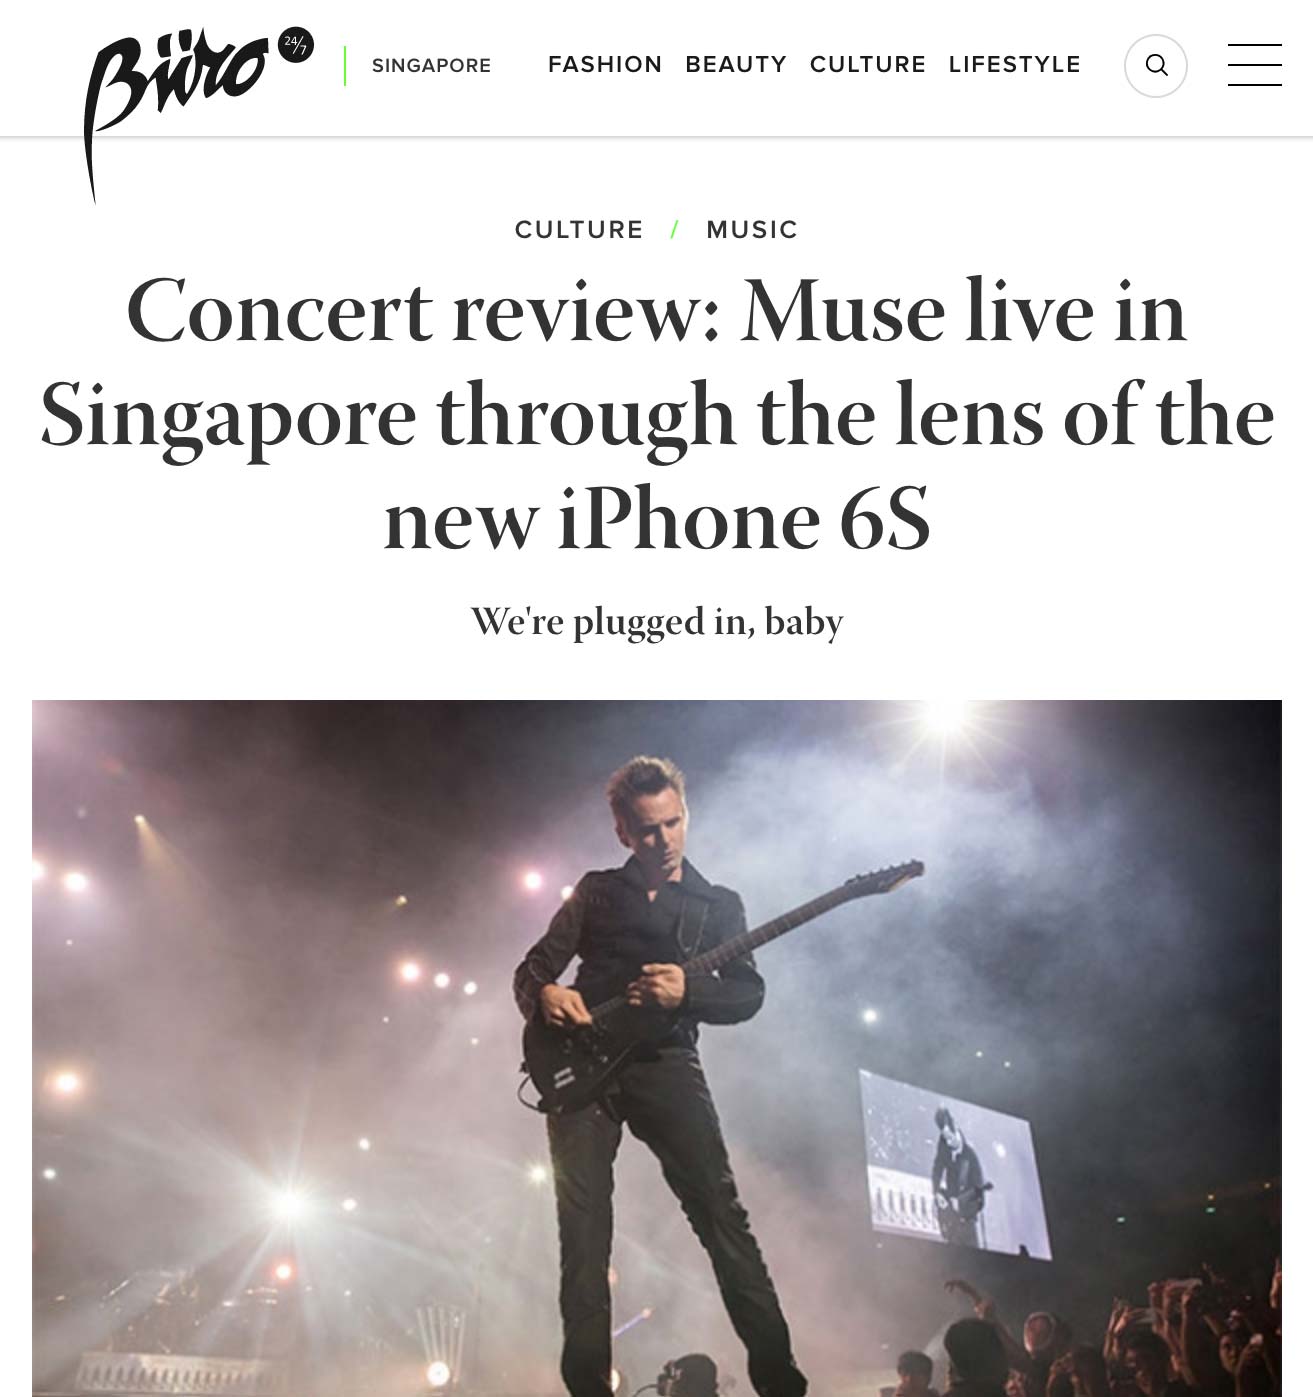 Büro 24/7
SINGAPORE
FASHION BEAUTY CULTURE LIFESTYLE
CULTURE / MUSIC
Concert review: Muse live in
Singapore through the lens of the
new iPhone 6S
We're plugged in, baby